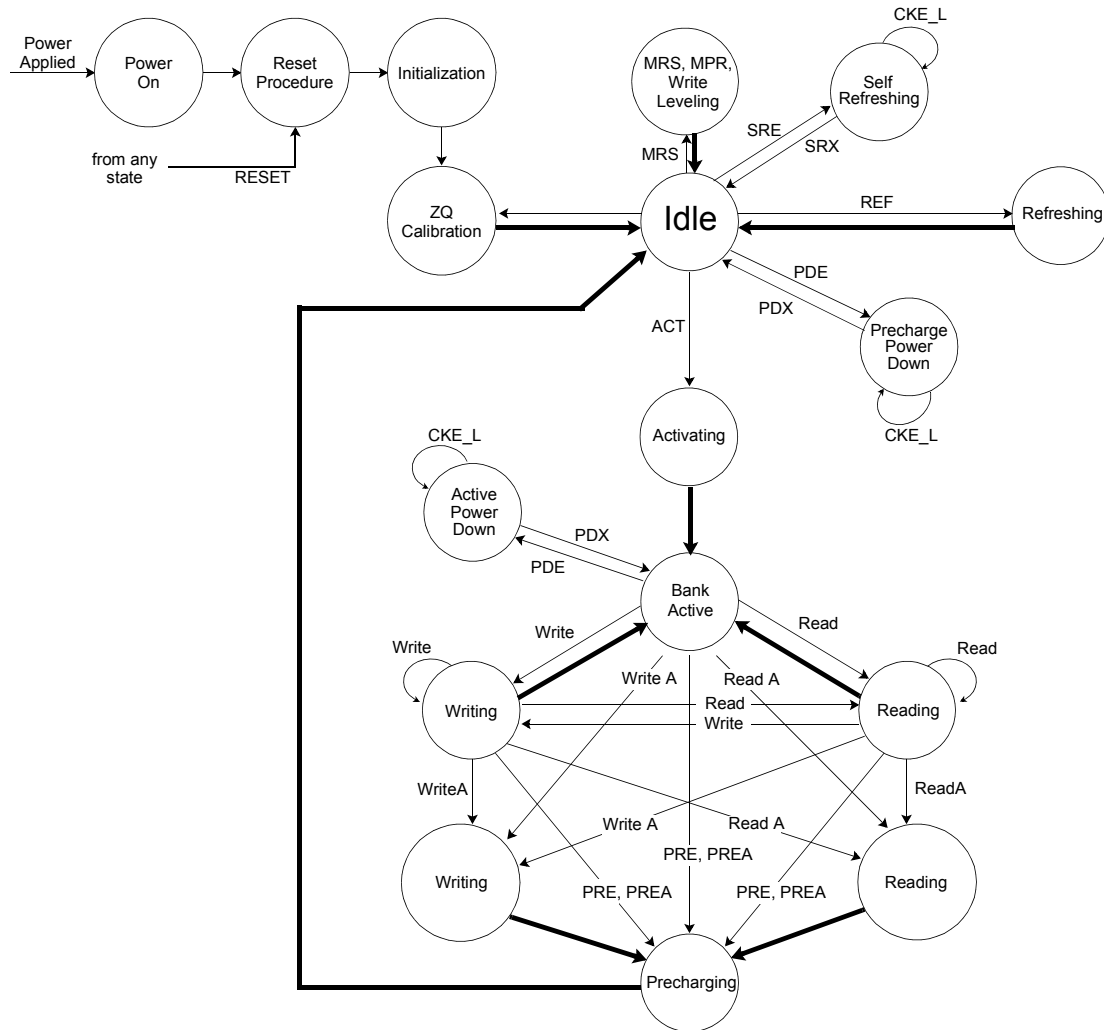 Power
Applied
Power
On
Reset
Procedure
Initialization
from any
state
RESET
ZQ
Calibration
MRS, MPR,
Write
Leveling
MRS
CKE_L
Self
Refreshing
SRE
SRX
Idle
REF
Refreshing
PDE
PDX
Precharge
Power
Down
CKE_L
ACT
Activating
CKE_L
Active
Power
Down
PDX
PDE
Bank
Active
Write
Write
Read
Read
Write A
Read A
Writing
Read
Write
Reading
WriteA
ReadA
Write A
Read A
Writing
PRE, PREA
PRE, PREA
PRE, PREA
Reading
Precharging